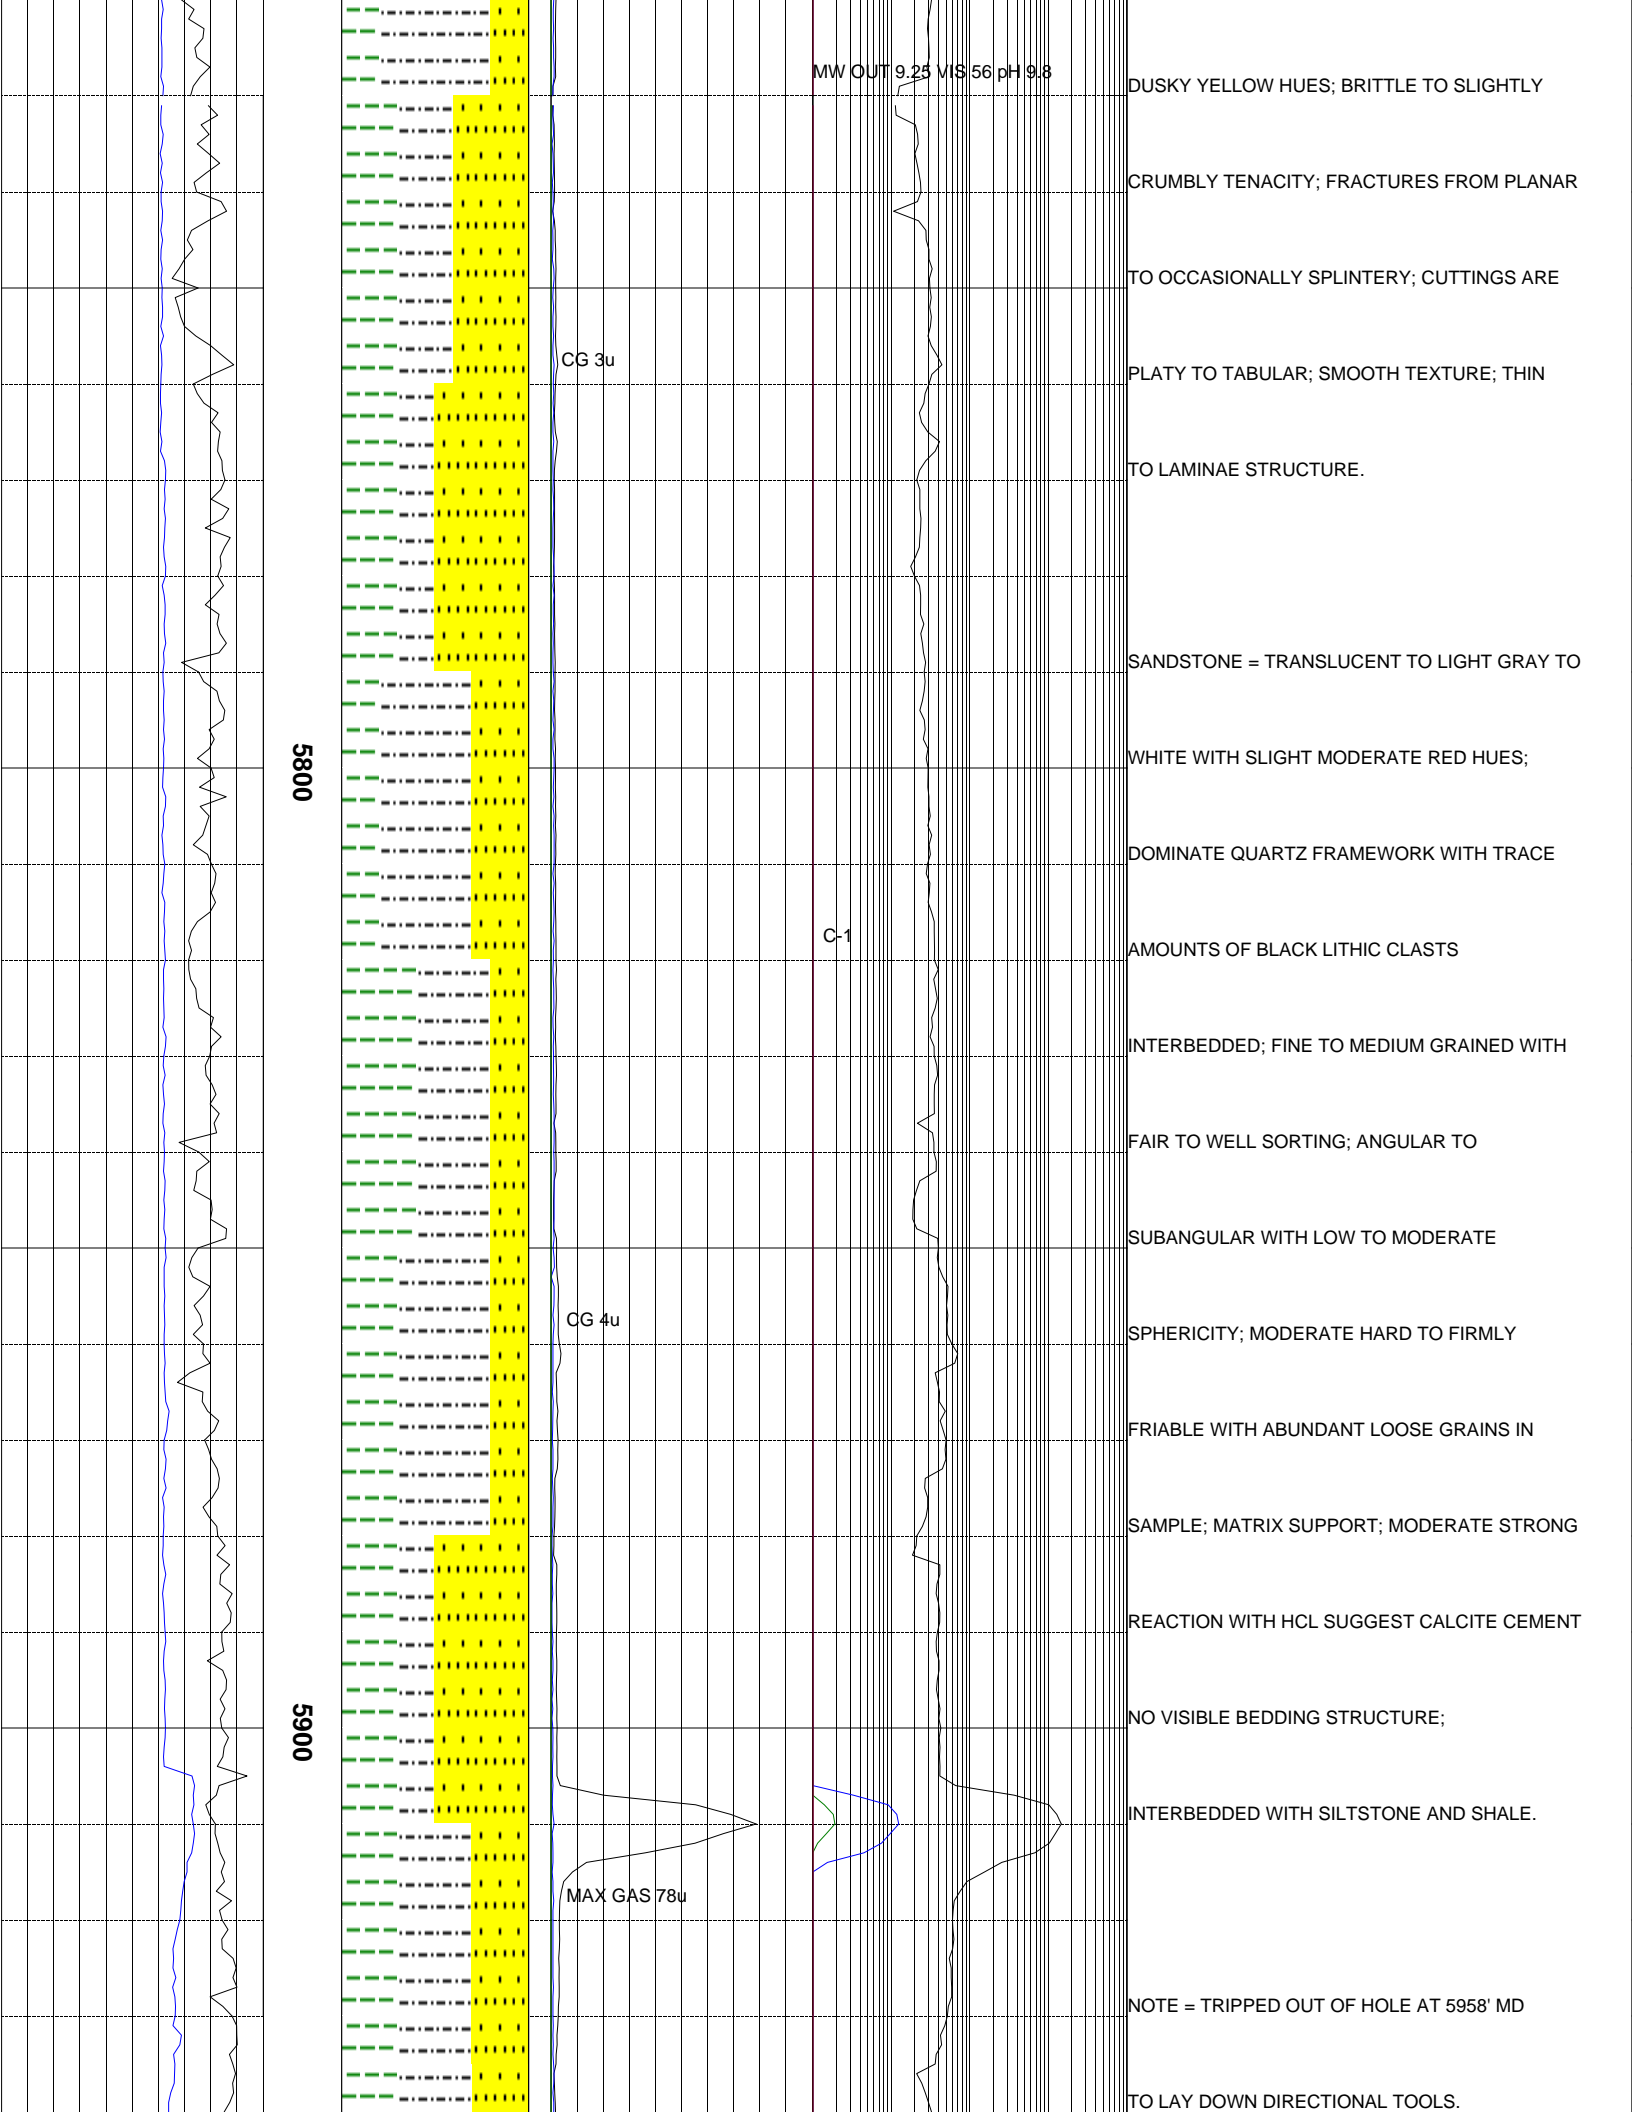 MW OUT 9.25 VIS 56 pH 9.8
DUSKY YELLOW HUES; BRITTLE TO SLIGHTLY
CRUMBLY TENACITY; FRACTURES FROM PLANAR
TO OCCASIONALLY SPLINTERY; CUTTINGS ARE
CG 3u
PLATY TO TABULAR; SMOOTH TEXTURE; THIN
TO LAMINAE STRUCTURE.
SANDSTONE = TRANSLUCENT TO LIGHT GRAY TO
5800
WHITE WITH SLIGHT MODERATE RED HUES;
DOMINATE QUARTZ FRAMEWORK WITH TRACE
C-1
AMOUNTS OF BLACK LITHIC CLASTS
INTERBEDDED; FINE TO MEDIUM GRAINED WITH
FAIR TO WELL SORTING; ANGULAR TO
SUBANGULAR WITH LOW TO MODERATE
CG 4u
SPHERICITY; MODERATE HARD TO FIRMLY
FRIABLE WITH ABUNDANT LOOSE GRAINS IN
SAMPLE; MATRIX SUPPORT; MODERATE STRONG
REACTION WITH HCL SUGGEST CALCITE CEMENT
5900
NO VISIBLE BEDDING STRUCTURE;
INTERBEDDED WITH SILTSTONE AND SHALE.
MAX GAS 78u
NOTE = TRIPPED OUT OF HOLE AT 5958' MD
TO LAY DOWN DIRECTIONAL TOOLS.